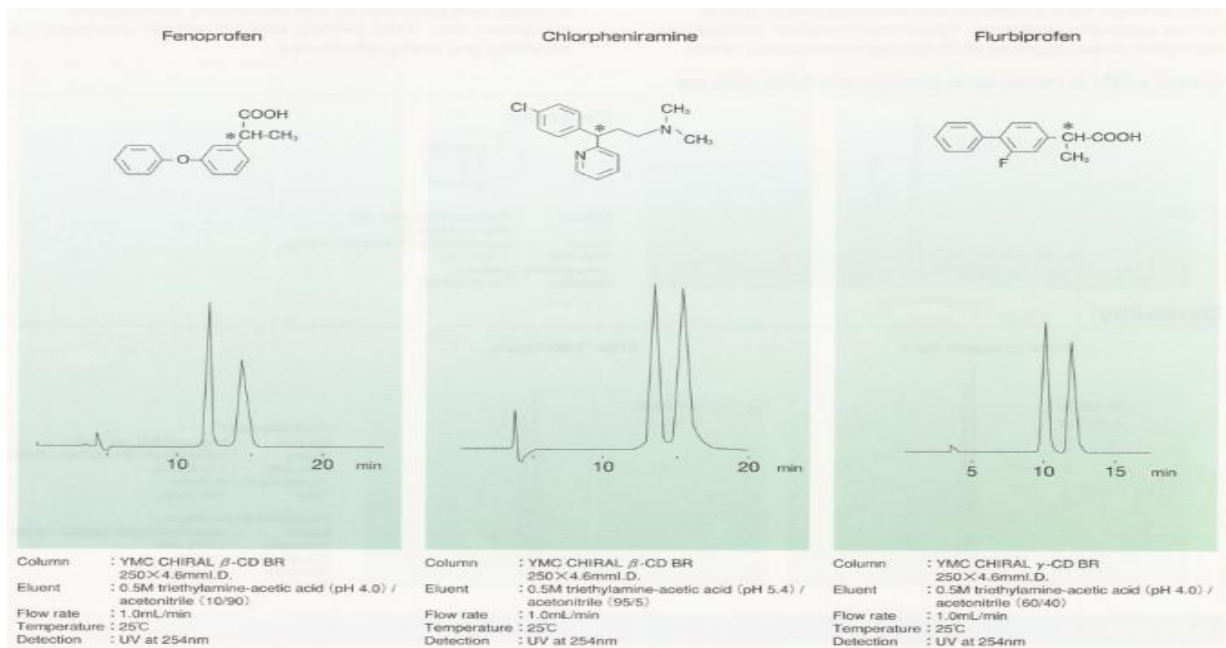 Fenoprofen
COOH
*CH-CH₃
O
10
20
min
Column : YMC CHIRAL β-CD BR
250×4.6mmI.D.
Eluent : 0.5M triethylamine-acetic acid (pH 4.0) /
acetonitrile (10/90)
Flow rate : 1.0mL/min
Temperature : 25℃
Detection : UV at 254nm
Chlorpheniramine
Cl
*
CH₃
N
CH₃
N
10
20
min
Column : YMC CHIRAL β-CD BR
250×4.6mmI.D.
Eluent : 0.5M triethylamine-acetic acid (pH 5.4) /
acetonitrile (95/5)
Flow rate : 1.0mL/min
Temperature : 25℃
Detection : UV at 254nm
Flurbiprofen
*
CH-COOH
CH₃
F
5
10
15
min
Column : YMC CHIRAL γ-CD BR
250×4.6mmI.D.
Eluent : 0.5M triethylamine-acetic acid (pH 4.0) /
acetonitrile (60/40)
Flow rate : 1.0mL/min
Temperature : 25℃
Detection : UV at 254nm